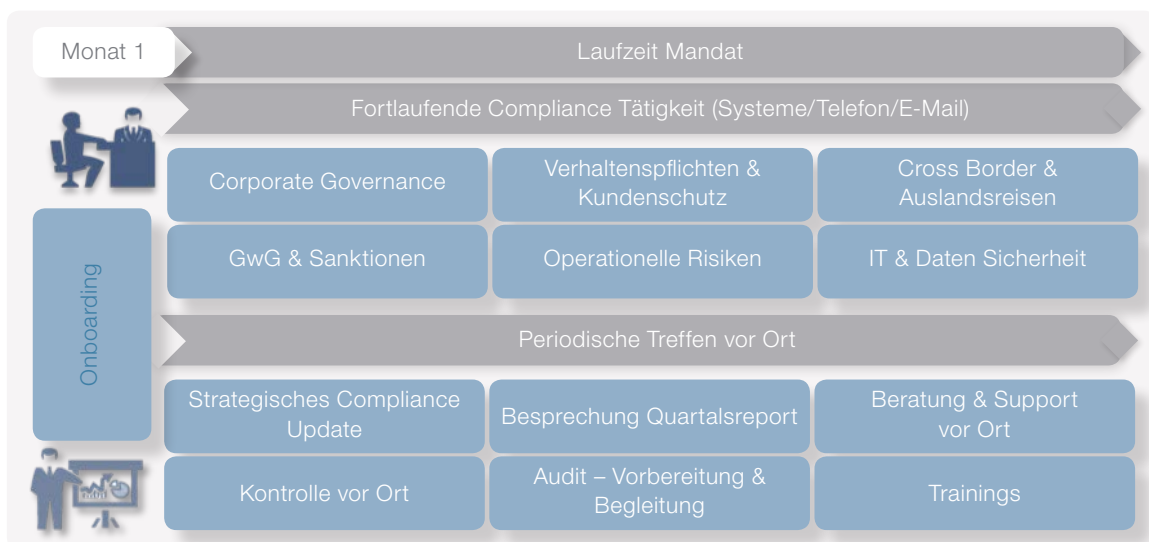 Monat 1
Laufzeit Mandat
Fortlaufende Compliance Tätigkeit (Systeme/Telefon/E-Mail)
Corporate Governance
Verhaltenspflichten &
Kundenschutz
Cross Border &
Auslandsreisen
GwG & Sanktionen
Operationelle Risiken
IT & Daten Sicherheit
Onboarding
Periodische Treffen vor Ort
Strategisches Compliance
Update
Besprechung Quartalsreport
Beratung & Support
vor Ort
Kontrolle vor Ort
Audit – Vorbereitung &
Begleitung
Trainings